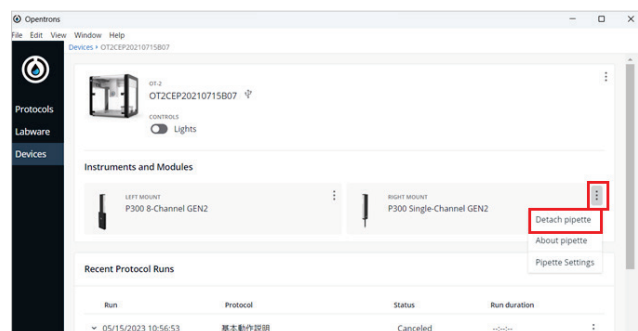 Opentrons
File Edit View Window Help
Devices › OT2CEP20210715B07
OT-2
OT2CEP20210715B07
CONTROLS
Lights
Protocols
Labware
Devices
Instruments and Modules
LEFT MOUNT
P300 8-Channel GEN2
RIGHT MOUNT
P300 Single-Channel GEN2
Detach pipette
About pipette
Pipette Settings
Recent Protocol Runs
Run Protocol Status Run duration
05/15/2023 10:56:53 基本動作説明 Canceled --:--:--